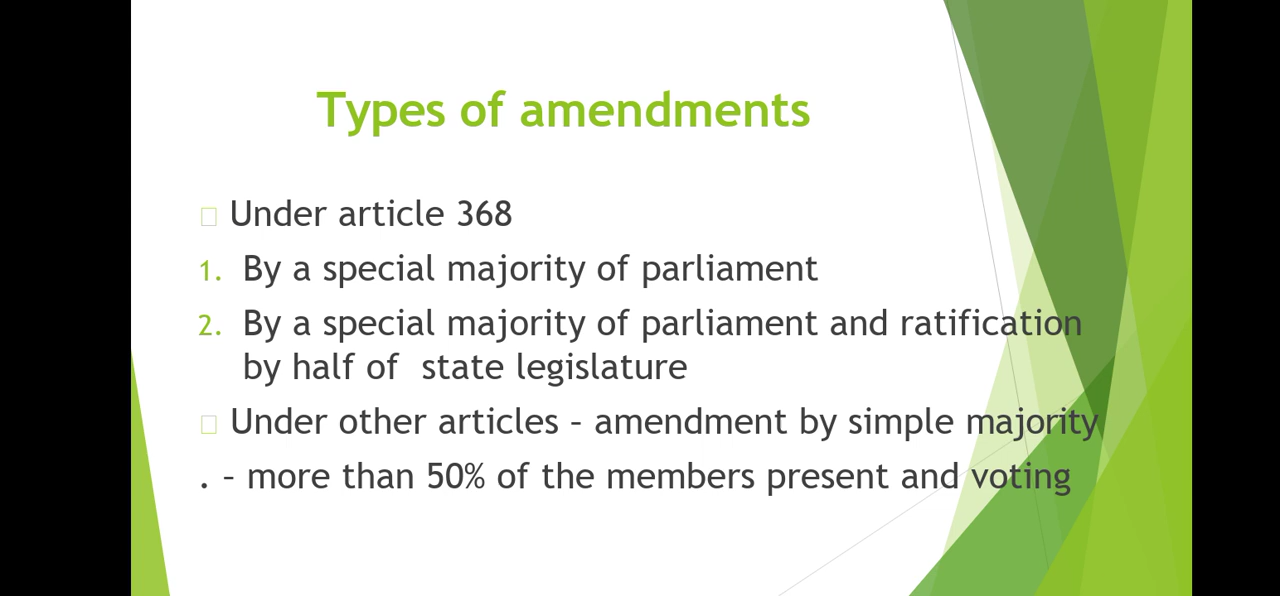 Types of amendments
Under article 368
1. By a special majority of parliament
2. By a special majority of parliament and ratification
by half of  state legislature
Under other articles – amendment by simple majority
. – more than 50% of the members present and voting